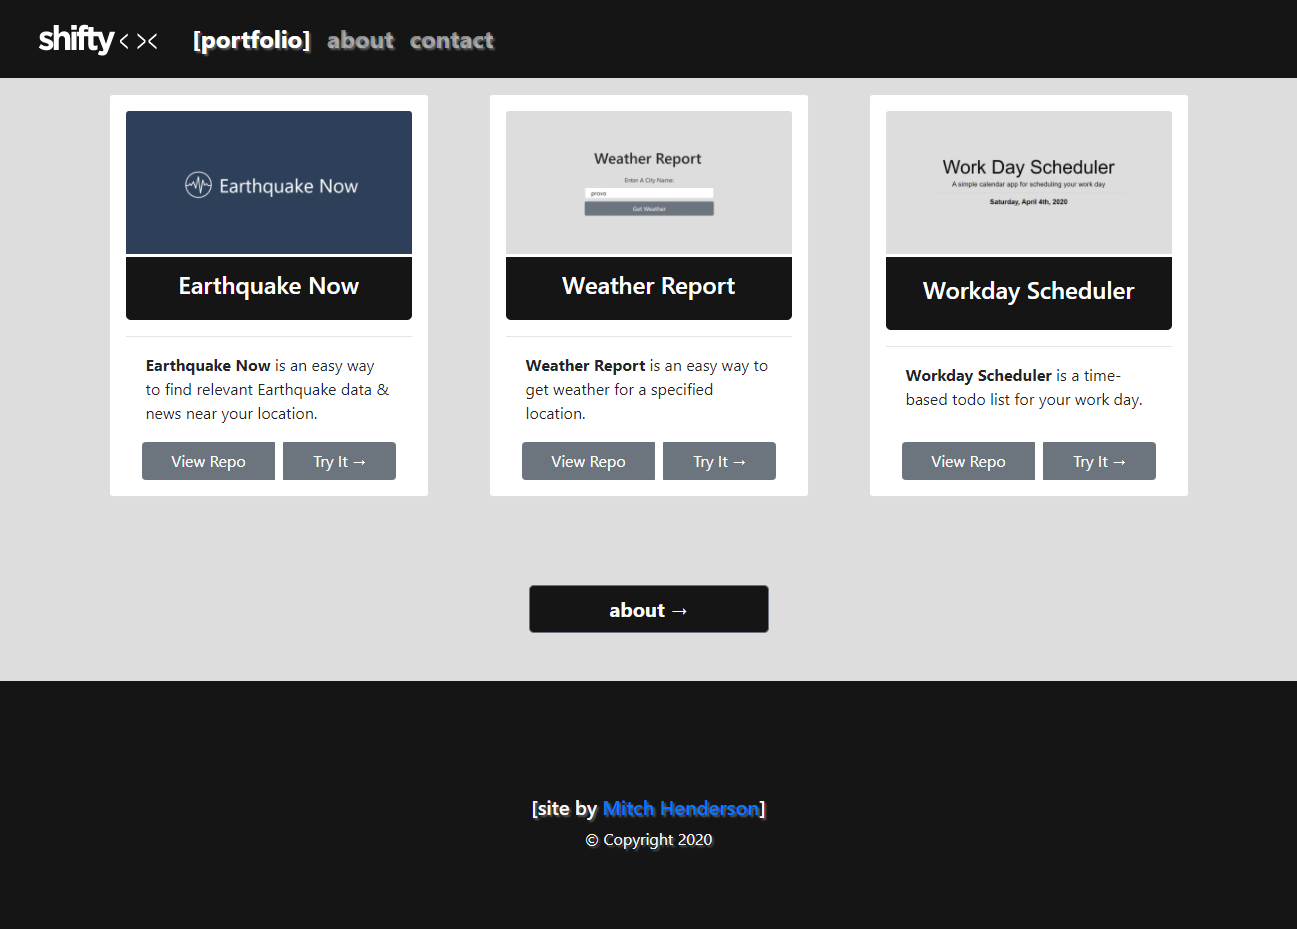 shifty < > < [portfolio] about contact
Earthquake Now
Earthquake Now
Earthquake Now is an easy way
to find relevant Earthquake data &
news near your location.
View Repo Try It →
Weather Report
Enter A City Name:
provo
Get Weather
Weather Report
Weather Report is an easy way to
get weather for a specified
location.
View Repo Try It →
Work Day Scheduler
A simple calendar app for scheduling your work day
Saturday, April 4th, 2020
Workday Scheduler
Workday Scheduler is a time-
based todo list for your work day.
View Repo Try It →
about →
[site by Mitch Henderson]
© Copyright 2020